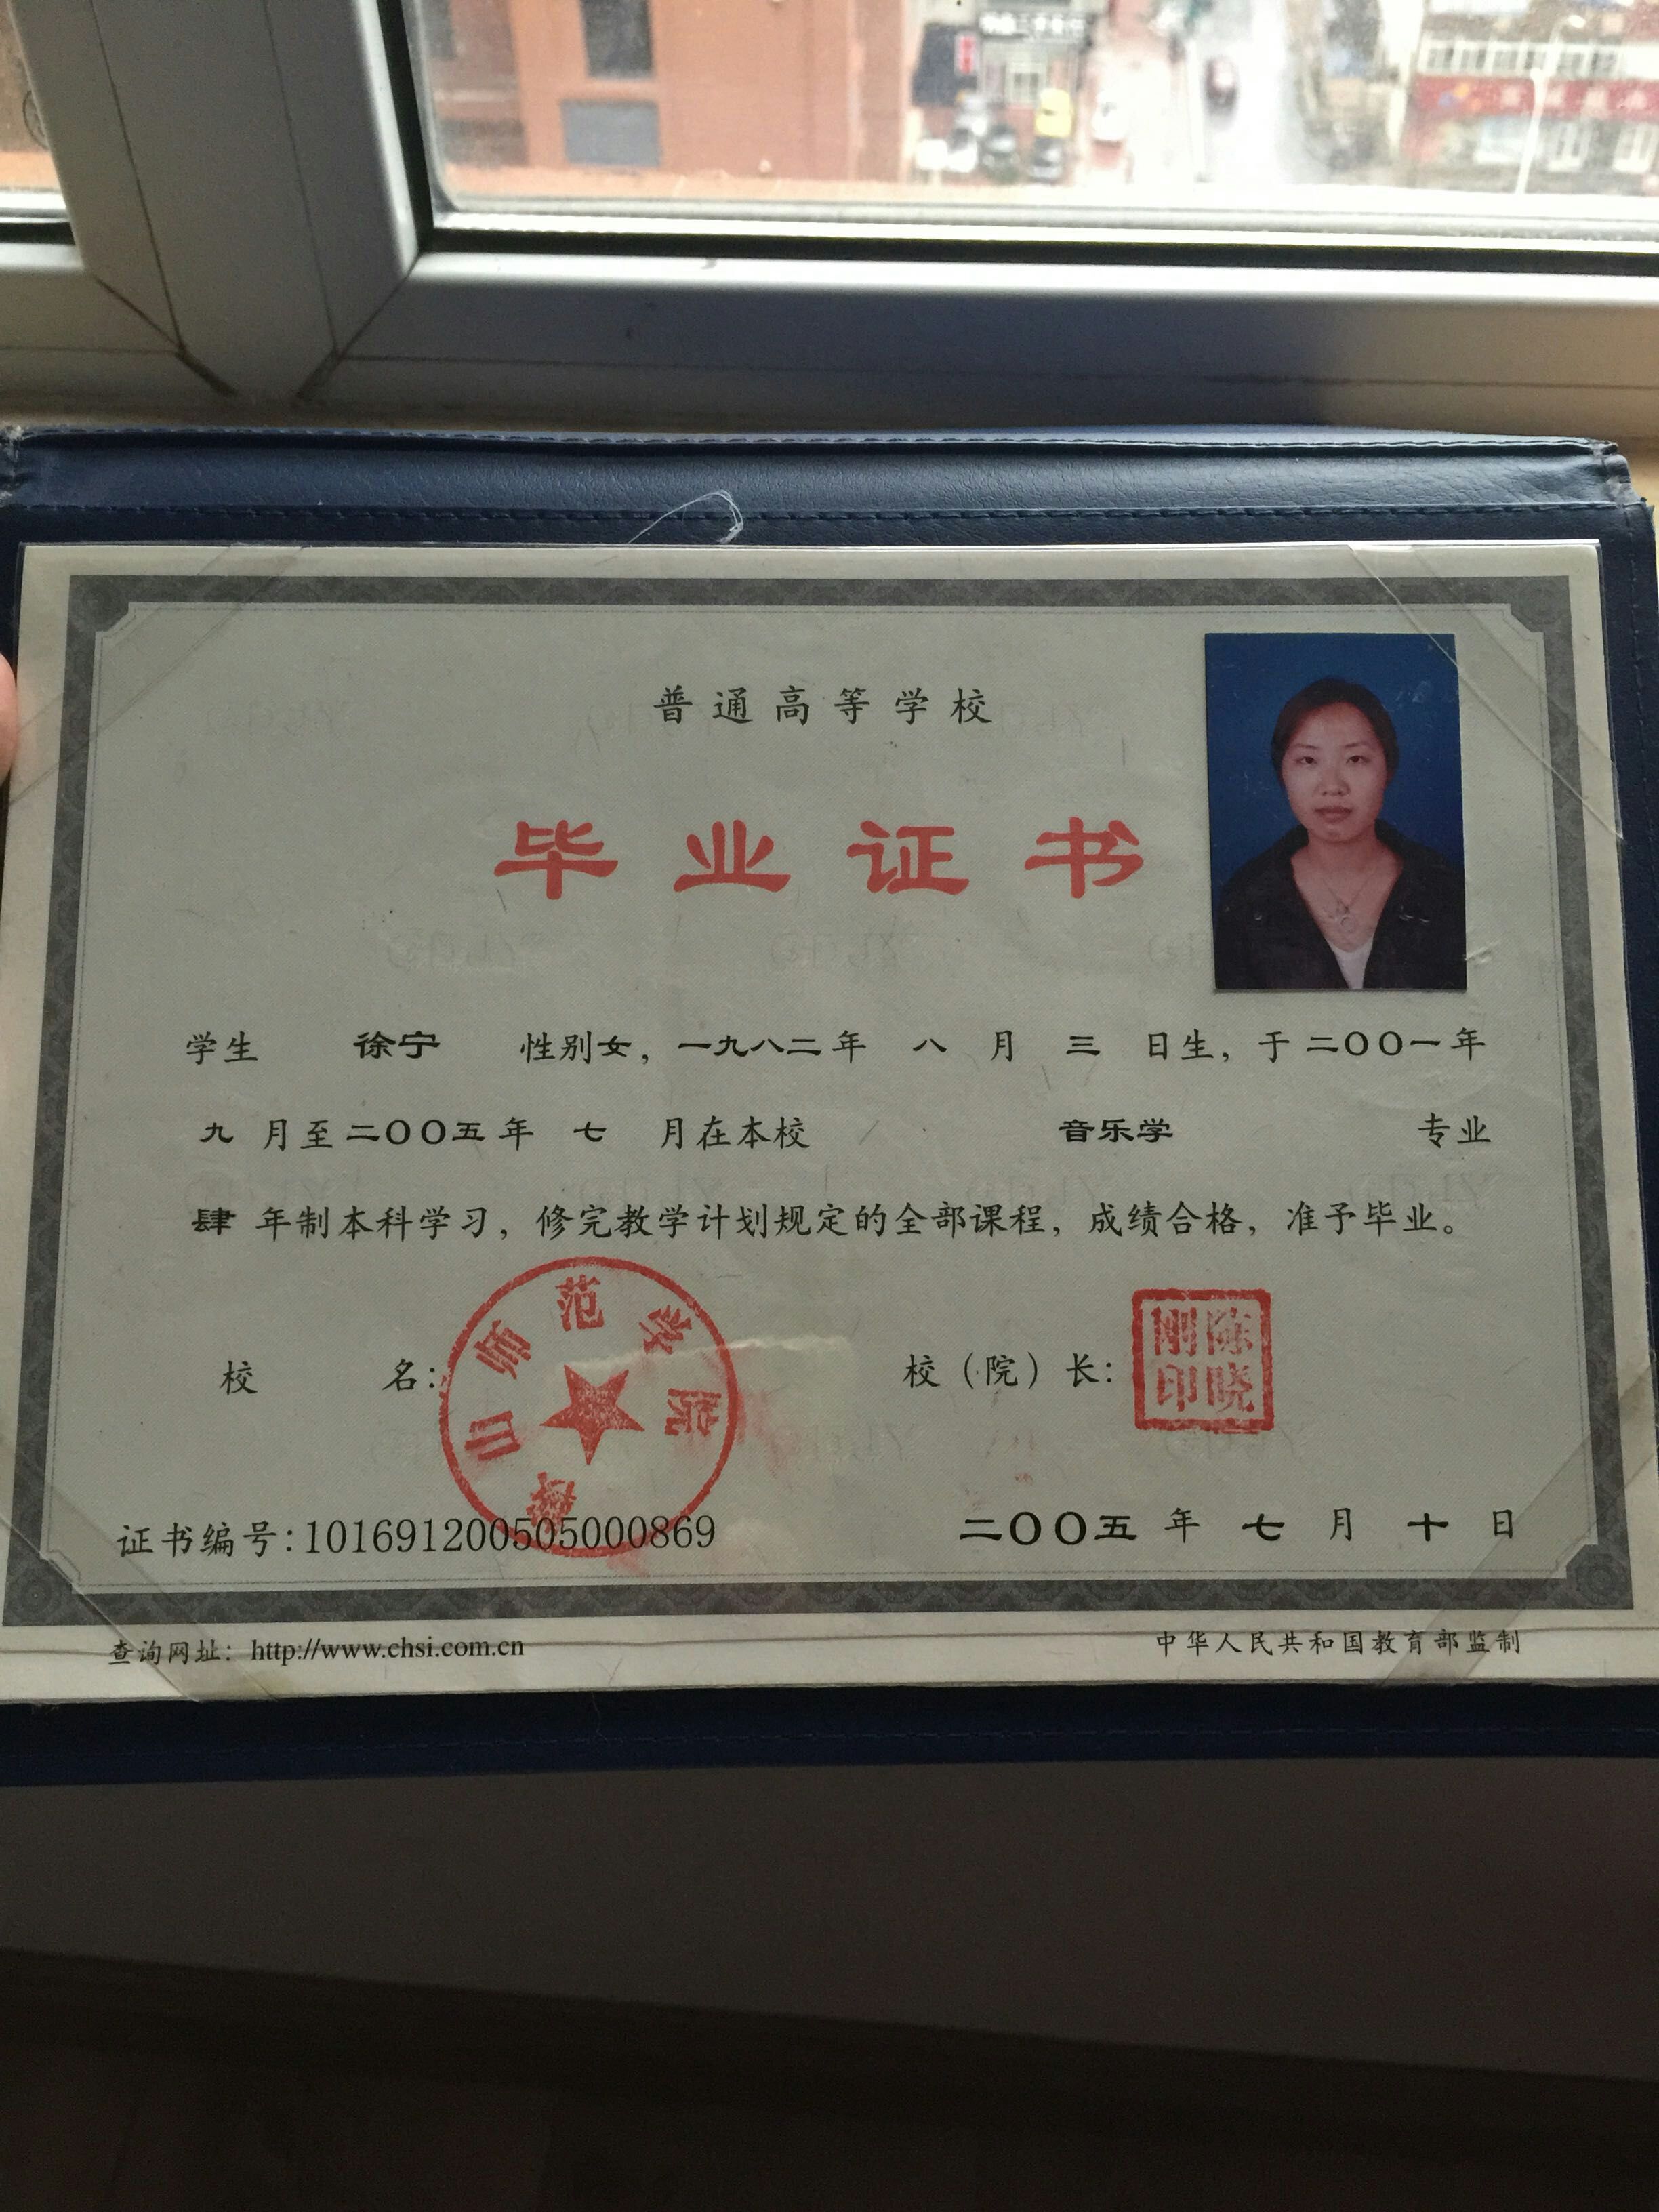 普通高等学校
毕业证书
学生 徐宁 性别女，一九八二年 八 月 三 日生，于二〇〇一年
九 月至二〇〇五年 七 月在本校 / 音乐学 专业
肆 年制本科学习，修完教学计划规定的全部课程，成绩合格，准予毕业。
校 名：
鞍山师范学院
校（院）长：
陈晓刚印
证书编号:101691200505000869
二〇〇五 年 七 月 十 日
查询网址：http://www.chsi.com.cn
中华人民共和国教育部监制